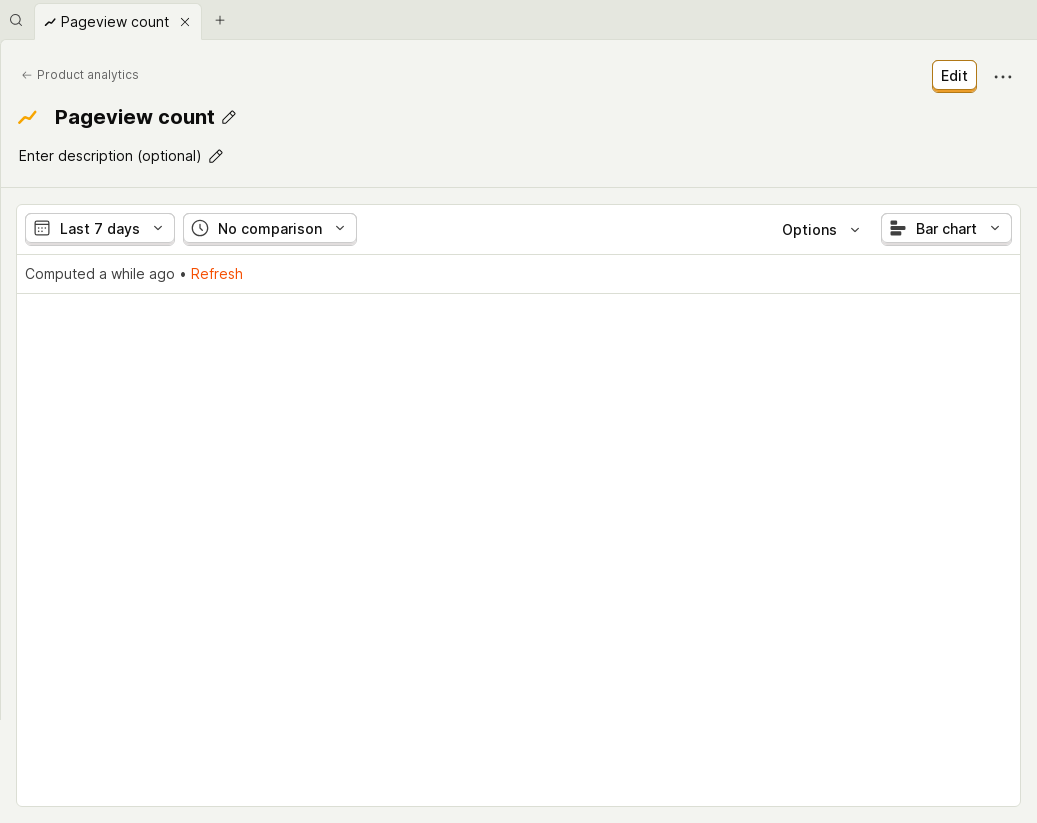 Pageview count
Product analytics
Edit
Pageview count
Enter description (optional)
Last 7 days
No comparison
Options
Bar chart
Computed a while ago • Refresh